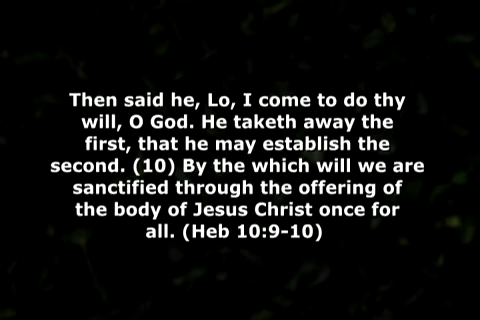 Then said he, Lo, I come to do thy
will, O God. He taketh away the
first, that he may establish the
second. (10) By the which will we are
sanctified through the offering of
the body of Jesus Christ once for
all. (Heb 10:9-10)